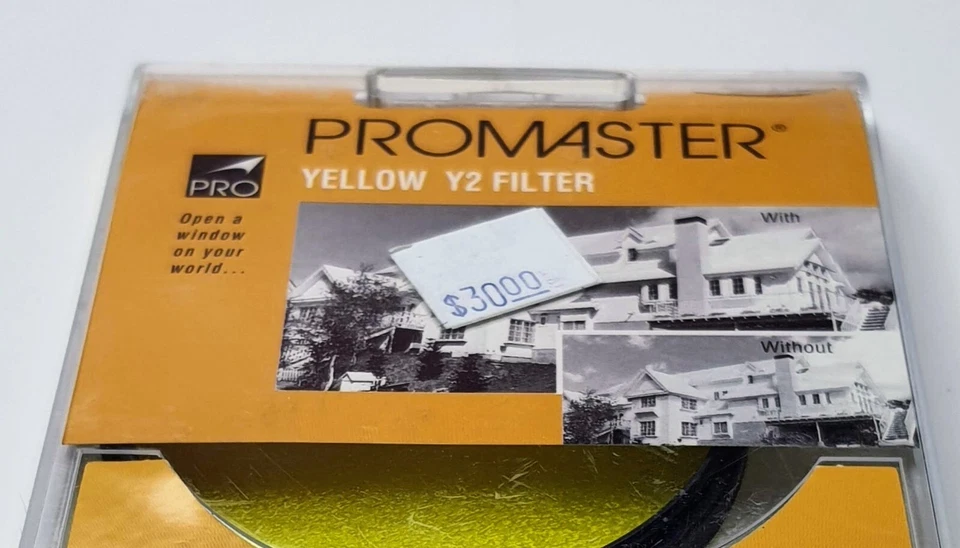 PROMASTER®
YELLOW Y2 FILTER
PRO
Open a
window
on your
world...
With
$30.00
Without